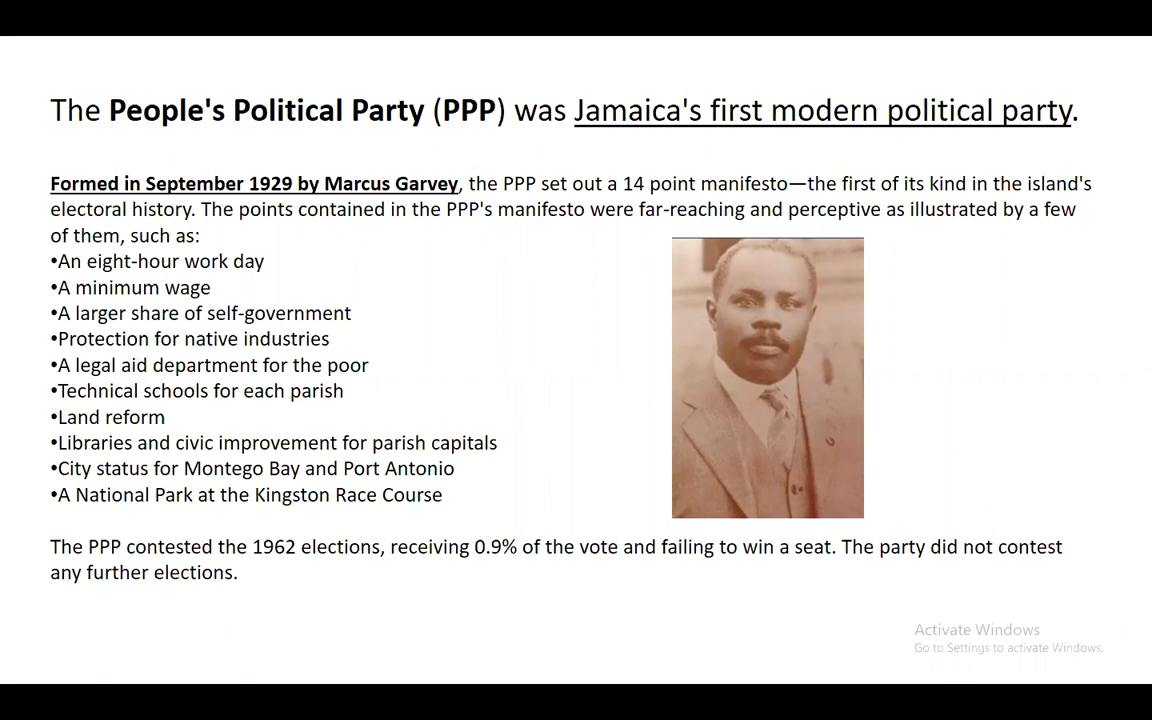 The People's Political Party (PPP) was Jamaica's first modern political party.
Formed in September 1929 by Marcus Garvey, the PPP set out a 14 point manifesto—the first of its kind in the island's
electoral history. The points contained in the PPP's manifesto were far-reaching and perceptive as illustrated by a few
of them, such as:
•An eight-hour work day
•A minimum wage
•A larger share of self-government
•Protection for native industries
•A legal aid department for the poor
•Technical schools for each parish
•Land reform
•Libraries and civic improvement for parish capitals
•City status for Montego Bay and Port Antonio
•A National Park at the Kingston Race Course
The PPP contested the 1962 elections, receiving 0.9% of the vote and failing to win a seat. The party did not contest
any further elections.
Activate Windows
Go to Settings to activate Windows.